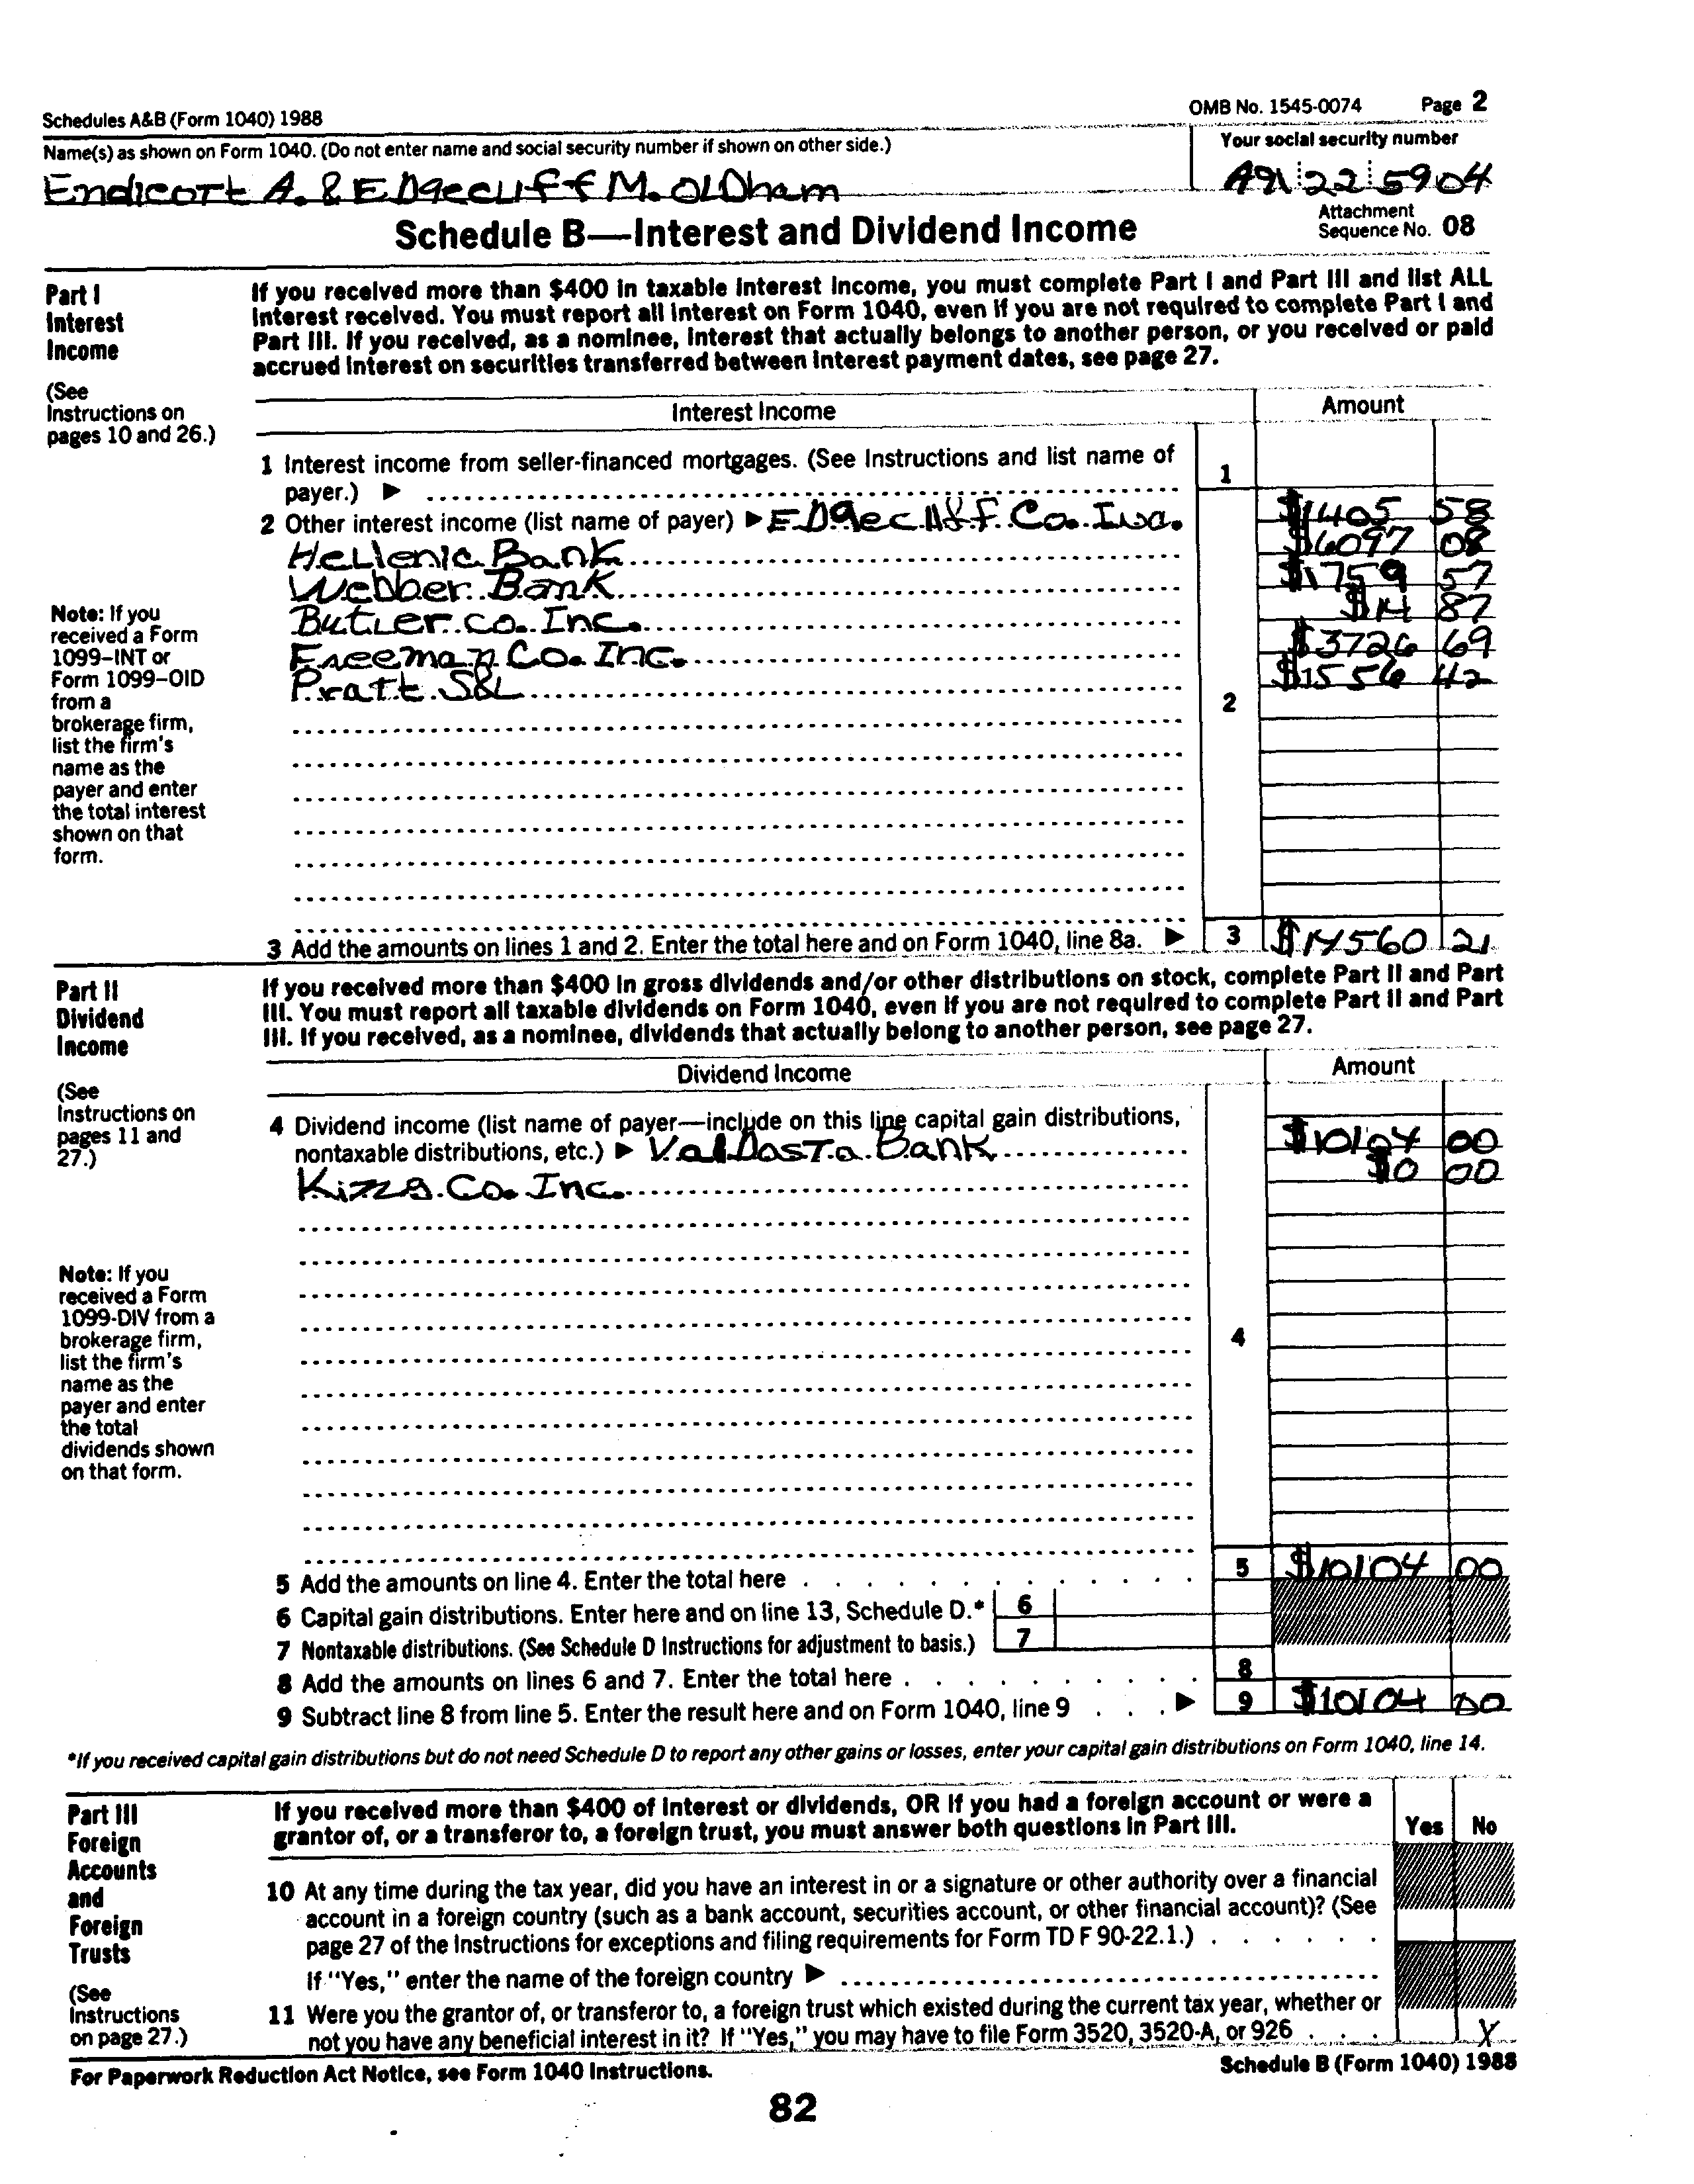 Schedules A&B (Form 1040) 1988 OMB No. 1545-0074 Page 2
Name(s) as shown on Form 1040. (Do not enter name and social security number if shown on other side.) Your social security number
Endicott A. & EDgecliff M. OLDham 22 5904
Schedule B—Interest and Dividend Income Attachment Sequence No. 08
Part I
Interest
Income
(See
Instructions on
pages 10 and 26.)
If you received more than $400 in taxable interest income, you must complete Part I and Part III and list ALL
interest received. You must report all interest on Form 1040, even if you are not required to complete Part I and
Part III. If you received, as a nominee, interest that actually belongs to another person, or you received or paid
accrued interest on securities transferred between interest payment dates, see page 27.
Interest Income Amount
1 Interest income from seller-financed mortgages. (See Instructions and list name of
payer.) ▶ 1
2 Other interest income (list name of payer) ▶ EDgecliff Co. Inc. $1405 58
Hellenic Bank $6097 08
Webber Bank $1759 57
Butler co. Inc. $14 87
Freeman Co. Inc. $3726 69
Pratt S&L $1556 42
2
Note: If you
received a Form
1099–INT or
Form 1099–OID
from a
brokerage firm,
list the firm's
name as the
payer and enter
the total interest
shown on that
form.
3 Add the amounts on lines 1 and 2. Enter the total here and on Form 1040, line 8a. ▶ 3 $14560 21
Part II
Dividend
Income
(See
Instructions on
pages 11 and
27.)
If you received more than $400 in gross dividends and/or other distributions on stock, complete Part II and Part
III. You must report all taxable dividends on Form 1040, even if you are not required to complete Part II and Part
III. If you received, as a nominee, dividends that actually belong to another person, see page 27.
Dividend Income Amount
4 Dividend income (list name of payer—include on this line capital gain distributions,
nontaxable distributions, etc.) ▶ ValDosta Bank $10104 00
Co. Inc. $0 00
4
Note: If you
received a Form
1099-DIV from a
brokerage firm,
list the firm's
name as the
payer and enter
the total
dividends shown
on that form.
5 Add the amounts on line 4. Enter the total here 5 $10104 00
6 Capital gain distributions. Enter here and on line 13, Schedule D.* 6
7 Nontaxable distributions. (See Schedule D Instructions for adjustment to basis.) 7
8 Add the amounts on lines 6 and 7. Enter the total here 8
9 Subtract line 8 from line 5. Enter the result here and on Form 1040, line 9 ▶ 9 $10104 00
*If you received capital gain distributions but do not need Schedule D to report any other gains or losses, enter your capital gain distributions on Form 1040, line 14.
Part III
Foreign
Accounts
and
Foreign
Trusts
(See
Instructions
on page 27.)
If you received more than $400 of interest or dividends, OR if you had a foreign account or were a
grantor of, or a transferor to, a foreign trust, you must answer both questions in Part III. Yes No
10 At any time during the tax year, did you have an interest in or a signature or other authority over a financial
account in a foreign country (such as a bank account, securities account, or other financial account)? (See
page 27 of the Instructions for exceptions and filing requirements for Form TD F 90-22.1.)
If "Yes," enter the name of the foreign country ▶
11 Were you the grantor of, or transferor to, a foreign trust which existed during the current tax year, whether or
not you have any beneficial interest in it? If "Yes," you may have to file Form 3520, 3520-A, or 926 X
For Paperwork Reduction Act Notice, see Form 1040 Instructions. Schedule B (Form 1040) 1988
82